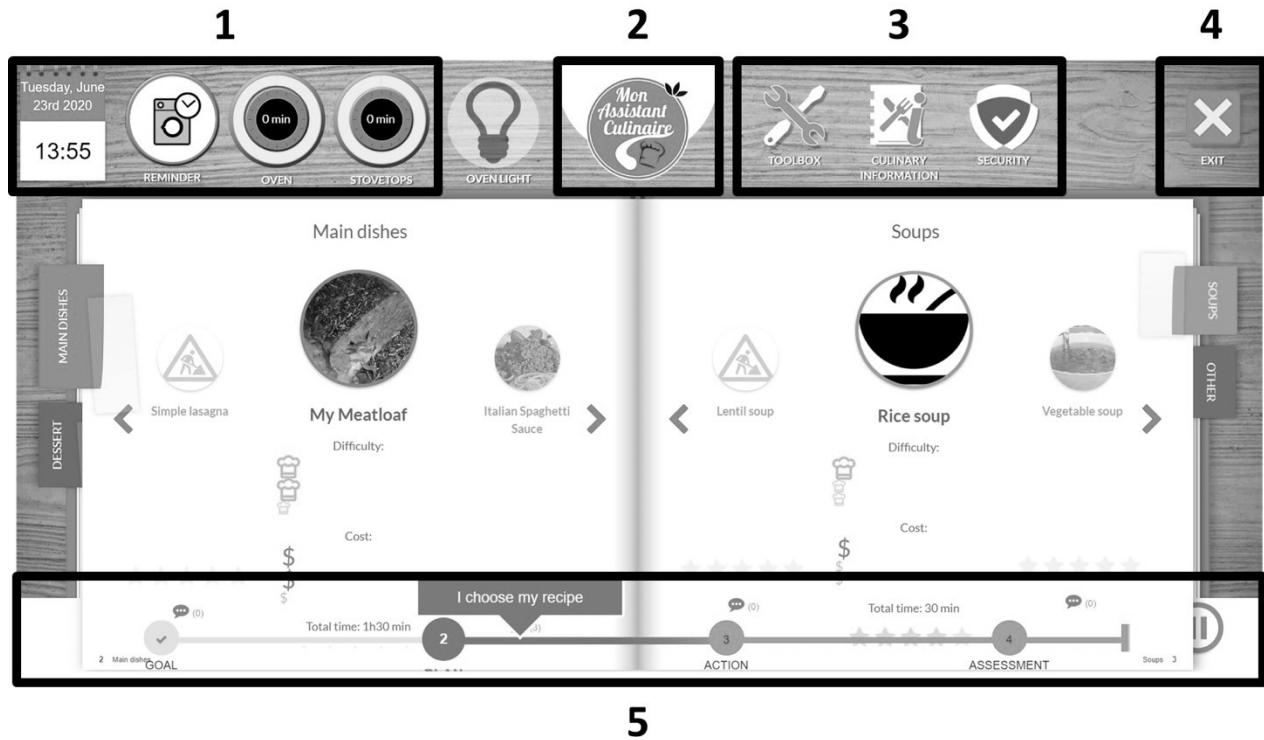 1
2
3
4
Tuesday, June
23rd 2020
13:55
REMINDER
0 min
OVEN
0 min
STOVETOPS
OVEN LIGHT
Mon
Assistant
Culinaire
TOOLBOX
CULINARY
INFORMATION
SECURITY
EXIT
MAIN DISHES
DESSERT
Main dishes
Simple lasagna
My Meatloaf
Italian Spaghetti
Sauce
Difficulty:
Cost:
$
$
$
Soups
Lentil soup
Rice soup
Vegetable soup
Difficulty:
Cost:
$
$
SOUPS
OTHER
(0)
Total time: 1h30 min
I choose my recipe
(0)
Total time: 30 min
(0)
2
3
4
2 Main dishes
GOAL
ACTION
ASSESSMENT
Soups 3
5